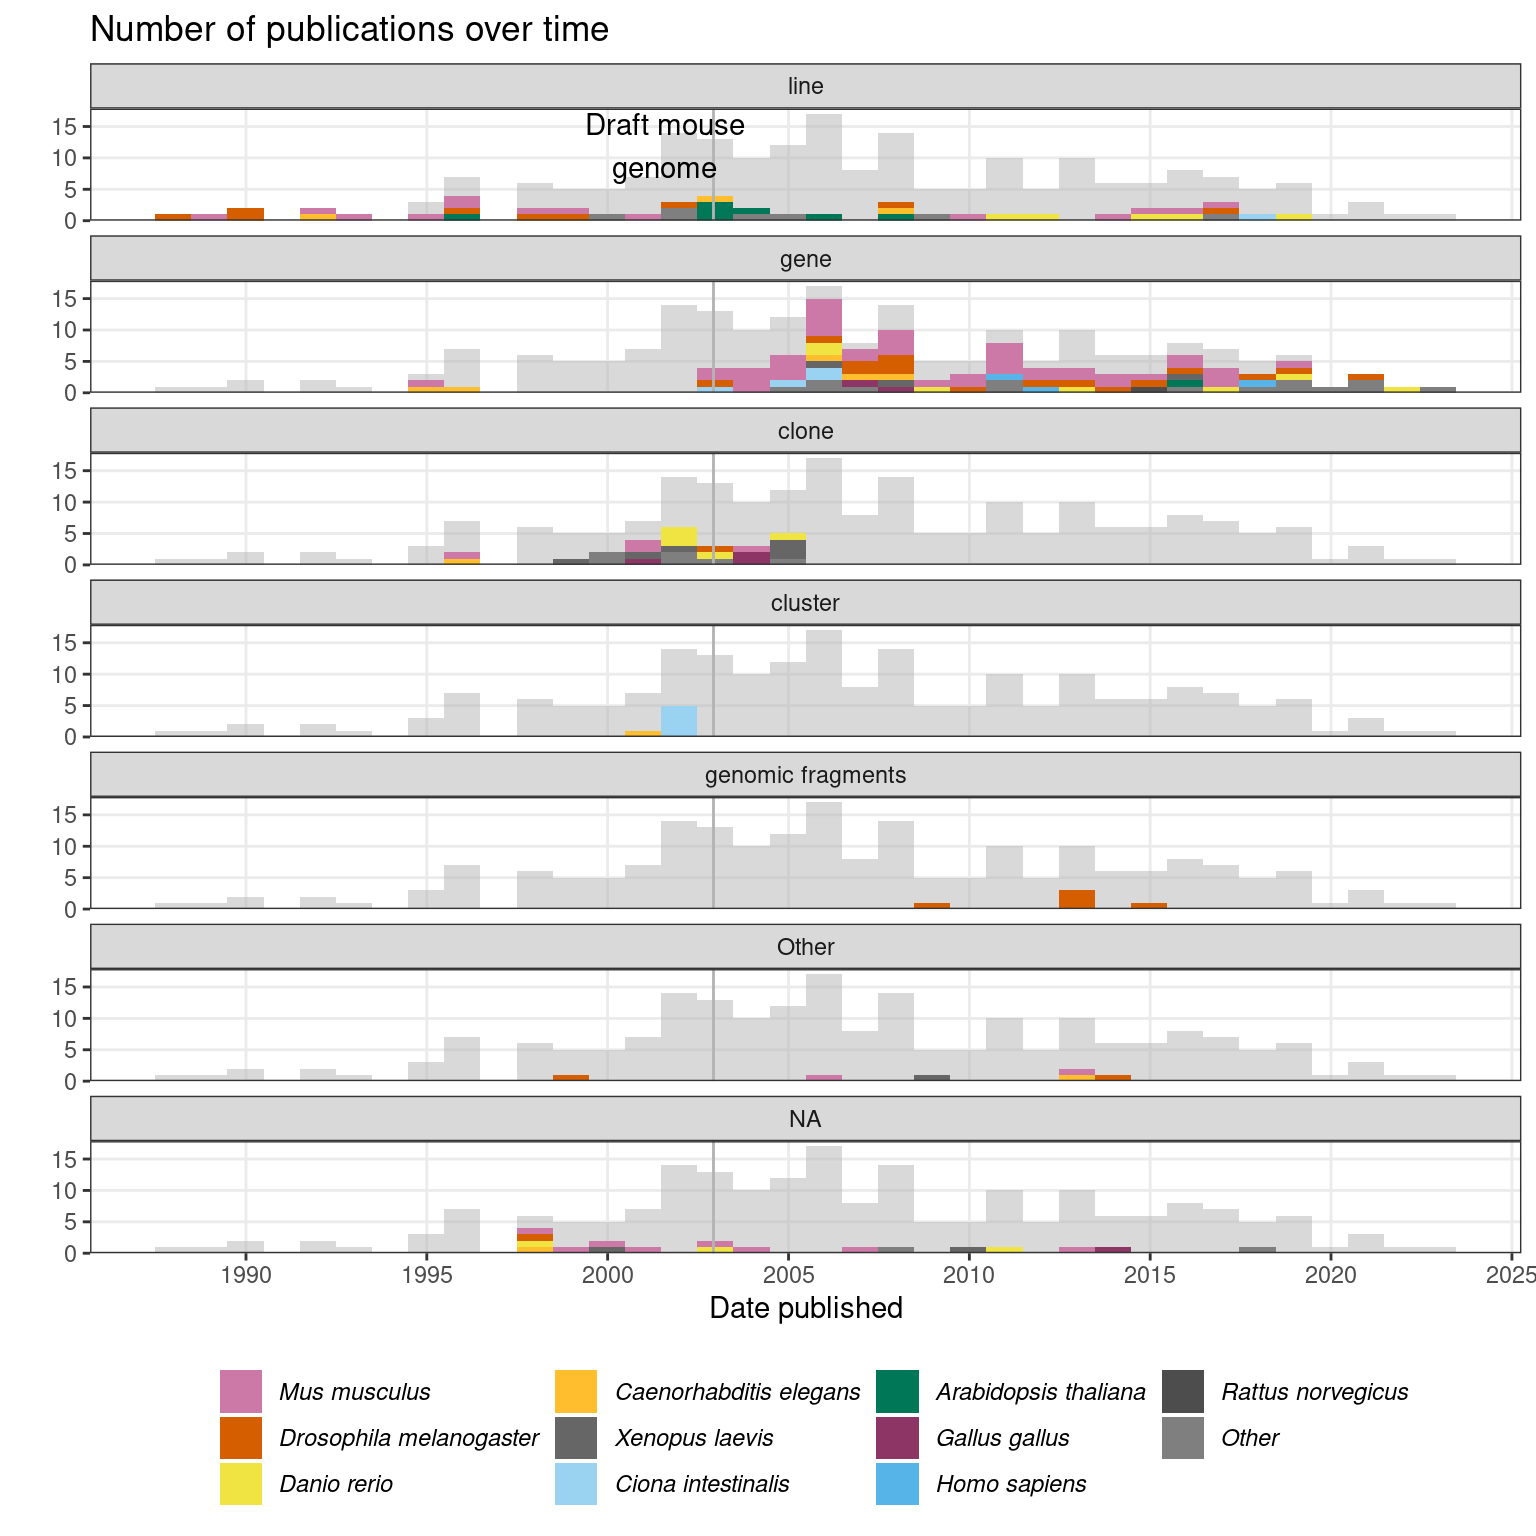 Number of publications over time
line
Draft mouse
genome
15
10
5
0
gene
15
10
5
0
clone
15
10
5
0
cluster
15
10
5
0
genomic fragments
15
10
5
0
Other
15
10
5
0
NA
15
10
5
0
1990 1995 2000 2005 2010 2015 2020 2025
Date published
Mus musculus Caenorhabditis elegans Arabidopsis thaliana Rattus norvegicus
Drosophila melanogaster Xenopus laevis Gallus gallus Other
Danio rerio Ciona intestinalis Homo sapiens